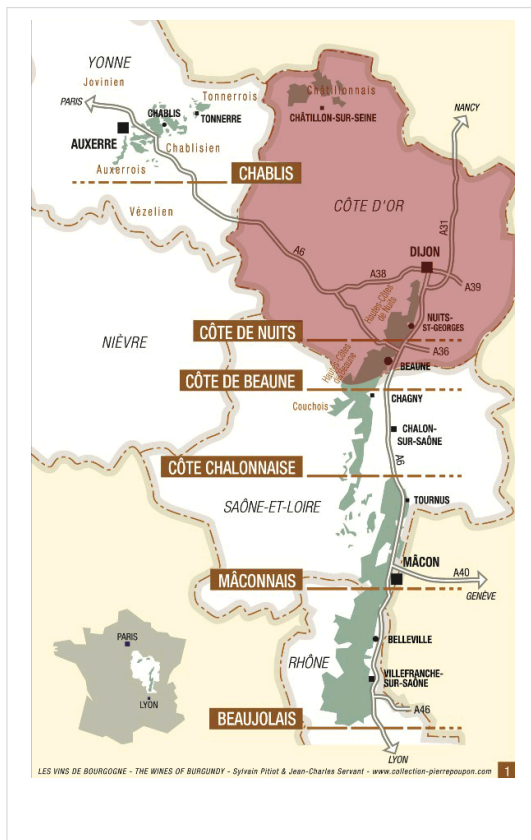 YONNE
Jovinien
PARIS
Tonnerrois
CHABLIS
TONNERRE
AUXERRE
Chablisien
Auxerrois
CHABLIS
Vézelien
Châtillonnais
CHÂTILLON-SUR-SEINE
NANCY
CÔTE D'OR
A31
A6
DIJON
A38
A39
Hautes-Côtes
de Nuits
NUITS-
ST-GEORGES
NIÈVRE
CÔTE DE NUITS
A36
Hautes-Côtes
de Beaune
BEAUNE
CÔTE DE BEAUNE
CHAGNY
Couchois
CHALON-
SUR-SAÔNE
A6
CÔTE CHALONNAISE
SAÔNE-ET-LOIRE
TOURNUS
MÂCON
A40
MÂCONNAIS
GENÈVE
PARIS
LYON
BELLEVILLE
RHÔNE
VILLEFRANCHE-
SUR-SAÔNE
A46
BEAUJOLAIS
LYON
LES VINS DE BOURGOGNE - THE WINES OF BURGUNDY - Sylvain Pitiot & Jean-Charles Servant - www.collection-pierrepoupon.com 1